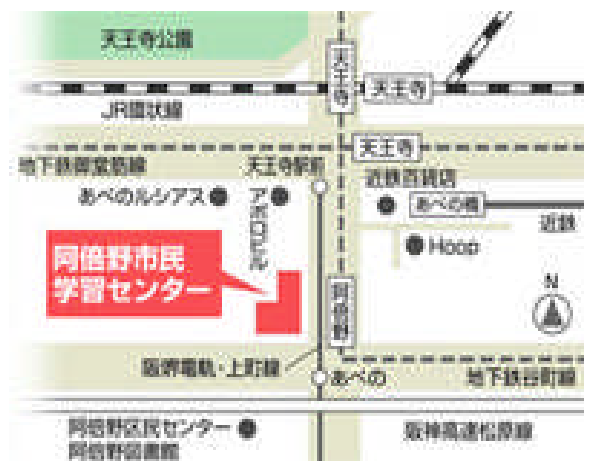 天王寺公園
天王寺
天王寺
JR環状線
天王寺
地下鉄御堂筋線
天王寺駅前
近鉄百貨店
あべのルシアス
アポロビル
あべの橋
近鉄
Hoop
阿倍野市民
学習センター
阿倍野
N
阪堺電軌・上町線
あべの
地下鉄谷町線
阿倍野区民センター
阿倍野図書館
阪神高速松原線